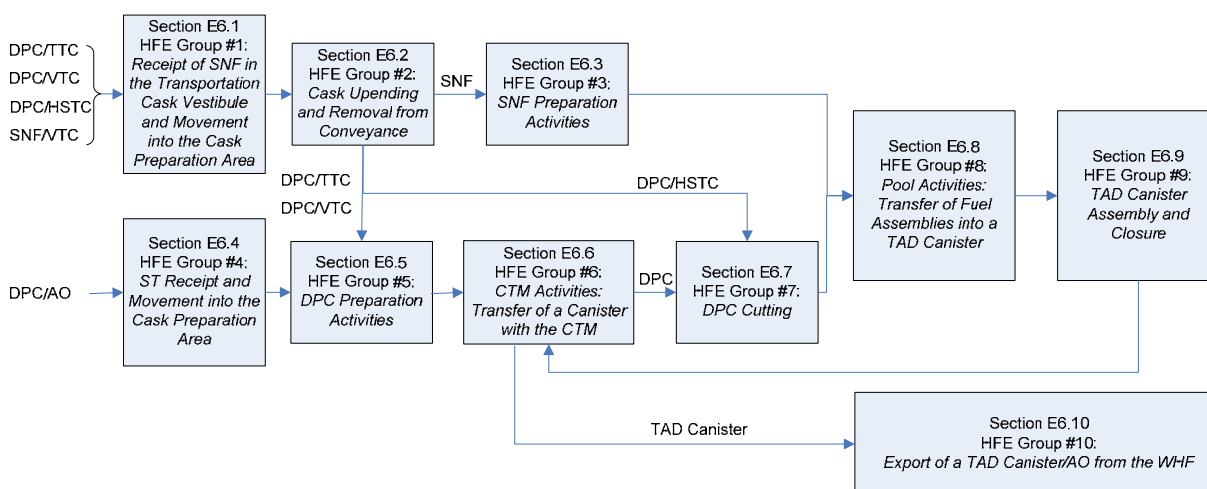 DPC/TTC
DPC/VTC
DPC/HSTC
SNF/VTC
Section E6.1
HFE Group #1:
Receipt of SNF in
the Transportation
Cask Vestibule
and Movement
into the Cask
Preparation Area
Section E6.2
HFE Group #2:
Cask Upending
and Removal from
Conveyance
SNF
Section E6.3
HFE Group #3:
SNF Preparation
Activities
DPC/TTC
DPC/VTC
DPC/HSTC
DPC/AO
Section E6.4
HFE Group #4:
ST Receipt and
Movement into the
Cask Preparation
Area
Section E6.5
HFE Group #5:
DPC Preparation
Activities
Section E6.6
HFE Group #6:
CTM Activities:
Transfer of a Canister
with the CTM
DPC
Section E6.7
HFE Group #7:
DPC Cutting
Section E6.8
HFE Group #8:
Pool Activities:
Transfer of Fuel
Assemblies into a
TAD Canister
Section E6.9
HFE Group #9:
TAD Canister
Assembly and
Closure
TAD Canister
Section E6.10
HFE Group #10:
Export of a TAD Canister/AO from the WHF